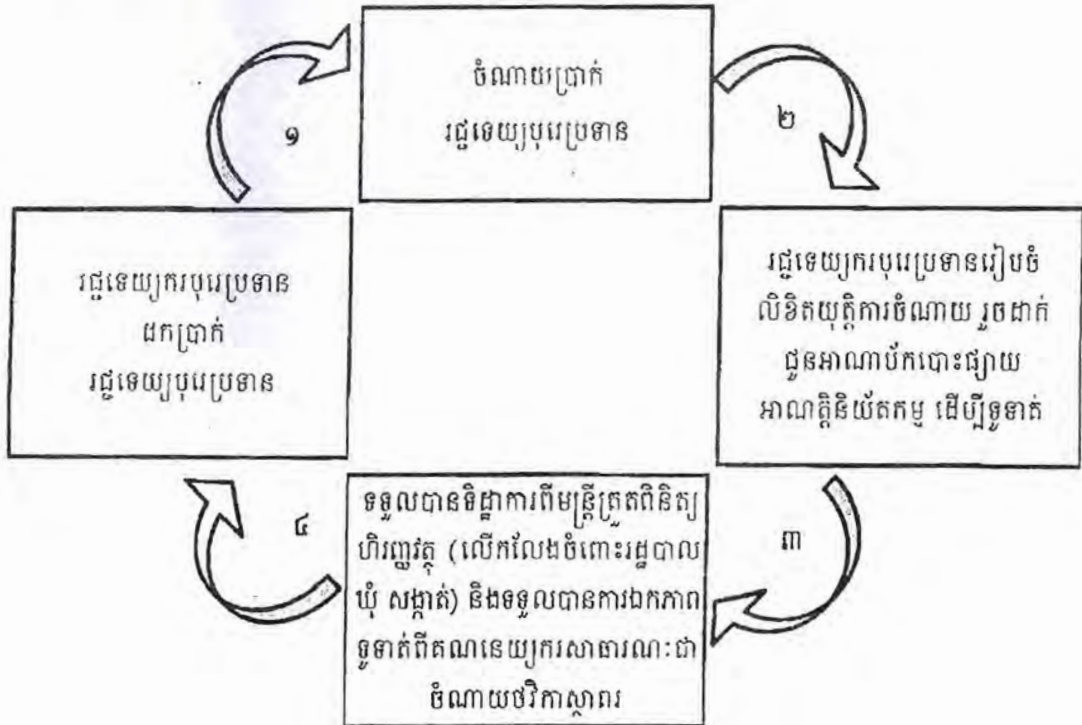 ចំណាយប្រាក់
រជ្ជទេយ្យបុរេប្រទាន
១
២
រជ្ជទេយ្យករបុរេប្រទាន
ដកប្រាក់
រជ្ជទេយ្យបុរេប្រទាន
រជ្ជទេយ្យករបុរេប្រទានរៀបចំ
លិខិតយុត្តិការចំណាយ រួចដាក់
ជូនអាណាប័កបោះផ្សាយ
អាណត្តិនិយ័តកម្ម ដើម្បីទូទាត់
៤
៣
ទទួលបានទិដ្ឋាការពីមន្ត្រីត្រួតពិនិត្យ
ហិរញ្ញវត្ថុ (លើកលែងចំពោះរដ្ឋបាល
ឃុំ សង្កាត់) និងទទួលបានការឯកភាព
ទូទាត់ពីគណនេយ្យករសាធារណៈជា
ចំណាយថវិកាស្ថាពរ